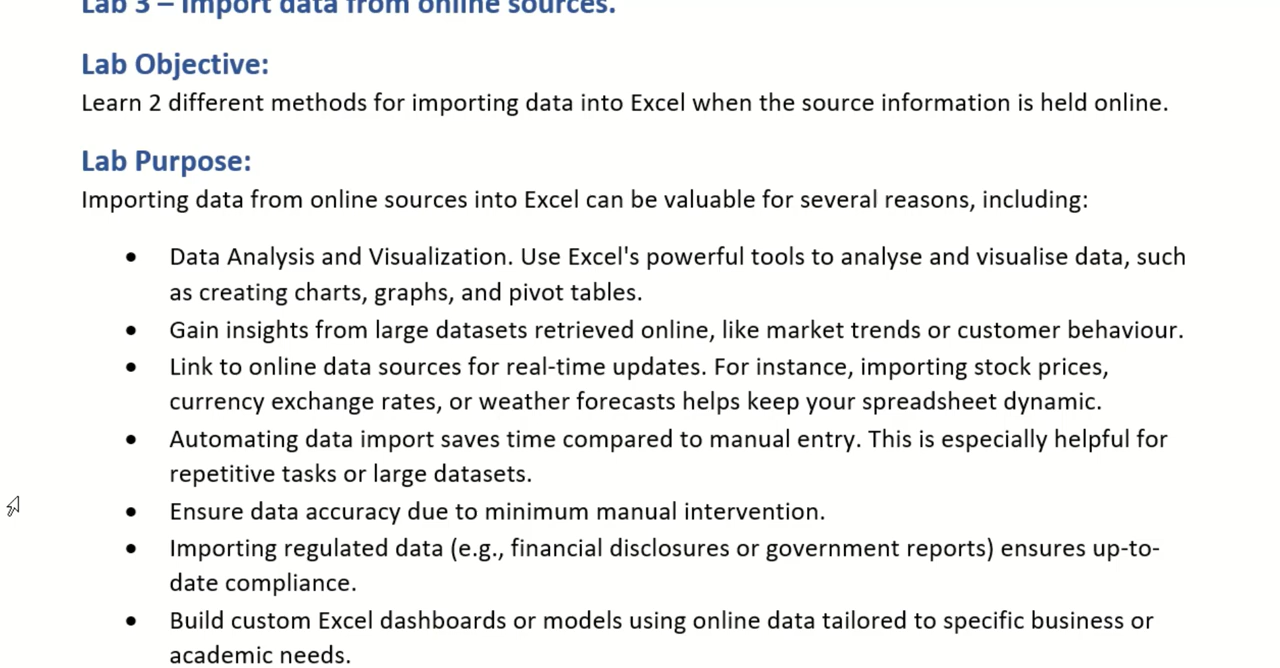 Lab 3 – Import data from online sources.
Lab Objective:
Learn 2 different methods for importing data into Excel when the source information is held online.
Lab Purpose:
Importing data from online sources into Excel can be valuable for several reasons, including:
• Data Analysis and Visualization. Use Excel's powerful tools to analyse and visualise data, such
as creating charts, graphs, and pivot tables.
• Gain insights from large datasets retrieved online, like market trends or customer behaviour.
• Link to online data sources for real-time updates. For instance, importing stock prices,
currency exchange rates, or weather forecasts helps keep your spreadsheet dynamic.
• Automating data import saves time compared to manual entry. This is especially helpful for
repetitive tasks or large datasets.
• Ensure data accuracy due to minimum manual intervention.
• Importing regulated data (e.g., financial disclosures or government reports) ensures up-to-
date compliance.
• Build custom Excel dashboards or models using online data tailored to specific business or
academic needs.